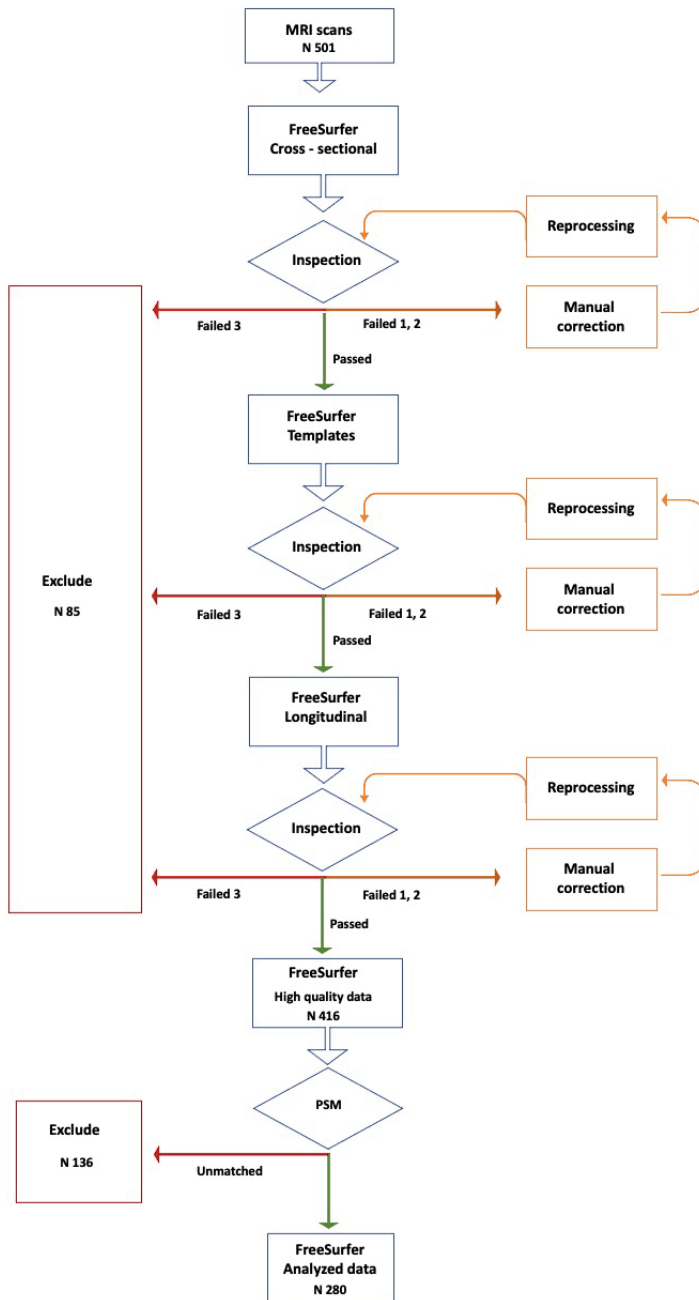 MRI scans
N 501
FreeSurfer
Cross - sectional
Inspection
Reprocessing
Manual
correction
Failed 3
Failed 1, 2
Passed
FreeSurfer
Templates
Inspection
Reprocessing
Manual
correction
Exclude
N 85
Failed 3
Failed 1, 2
Passed
FreeSurfer
Longitudinal
Inspection
Reprocessing
Manual
correction
Failed 3
Failed 1, 2
Passed
FreeSurfer
High quality data
N 416
PSM
Exclude
N 136
Unmatched
FreeSurfer
Analyzed data
N 280